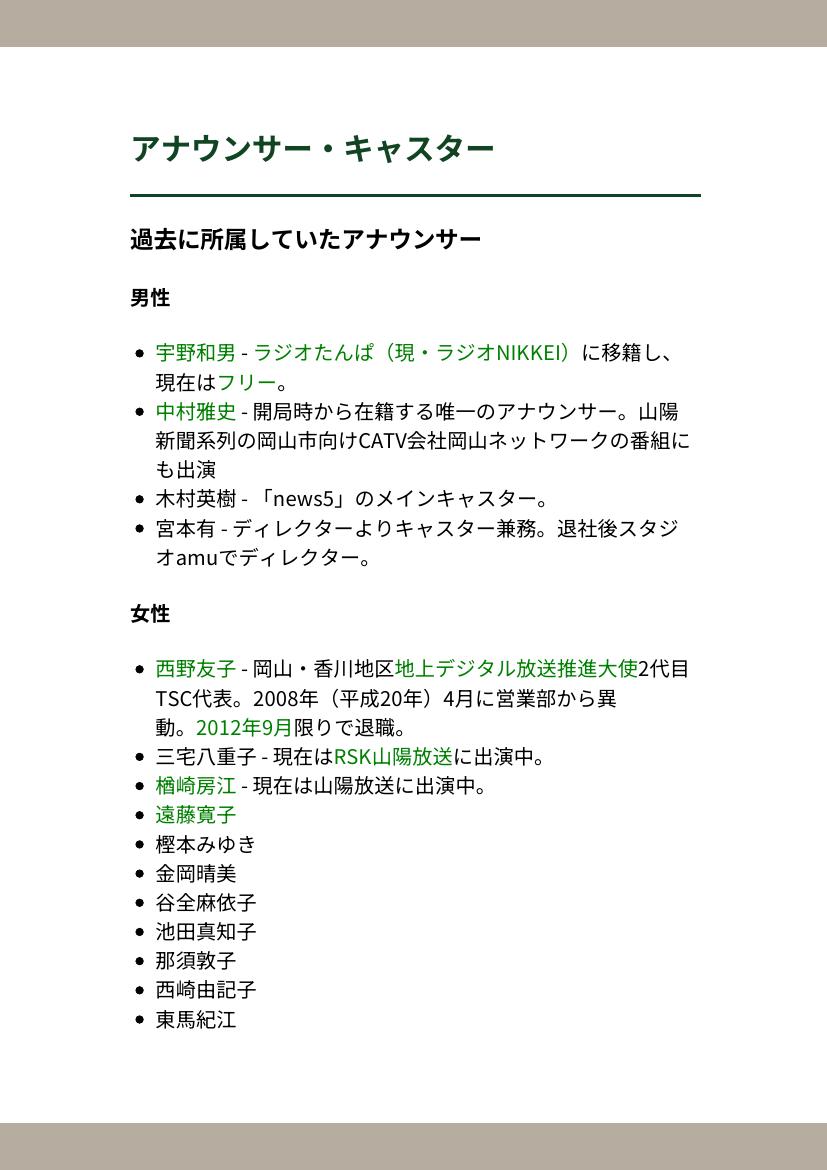 アナウンサー・キャスター
過去に所属していたアナウンサー
男性
宇野和男 - ラジオたんぱ（現・ラジオNIKKEI）に移籍し、
現在はフリー。
中村雅史 - 開局時から在籍する唯一のアナウンサー。山陽
新聞系列の岡山市向けCATV会社岡山ネットワークの番組に
も出演
木村英樹 - 「news5」のメインキャスター。
宮本有 - ディレクターよりキャスター兼務。退社後スタジ
オamuでディレクター。
女性
西野友子 - 岡山・香川地区地上デジタル放送推進大使2代目
TSC代表。2008年（平成20年）4月に営業部から異
動。2012年9月限りで退職。
三宅八重子 - 現在はRSK山陽放送に出演中。
楢崎房江 - 現在は山陽放送に出演中。
遠藤寛子
樫本みゆき
金岡晴美
谷全麻依子
池田真知子
那須敦子
西崎由記子
東馬紀江